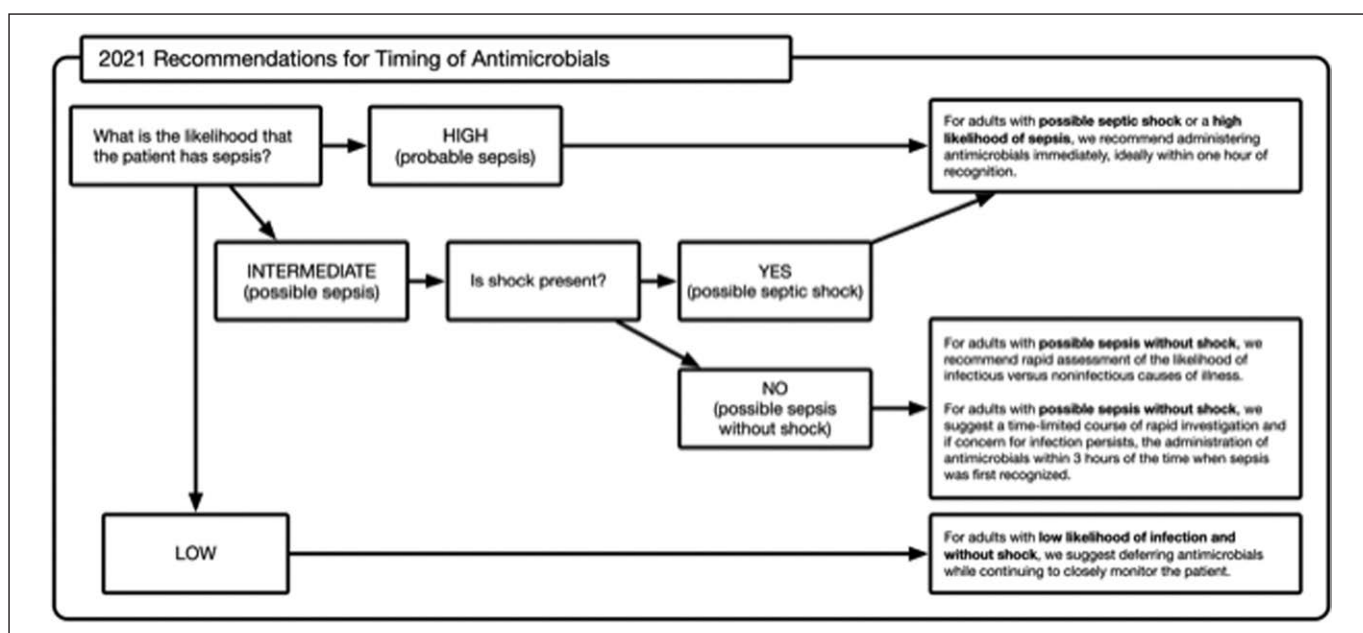 2021 Recommendations for Timing of Antimicrobials
What is the likelihood that
the patient has sepsis?
HIGH
(probable sepsis)
For adults with possible septic shock or a high
likelihood of sepsis, we recommend administering
antimicrobials immediately, ideally within one hour of
recognition.
INTERMEDIATE
(possible sepsis)
Is shock present?
YES
(possible septic shock)
NO
(possible sepsis
without shock)
For adults with possible sepsis without shock, we
recommend rapid assessment of the likelihood of
infectious versus noninfectious causes of illness.
For adults with possible sepsis without shock, we
suggest a time-limited course of rapid investigation and
if concern for infection persists, the administration of
antimicrobials within 3 hours of the time when sepsis
was first recognized.
LOW
For adults with low likelihood of infection and
without shock, we suggest deferring antimicrobials
while continuing to closely monitor the patient.